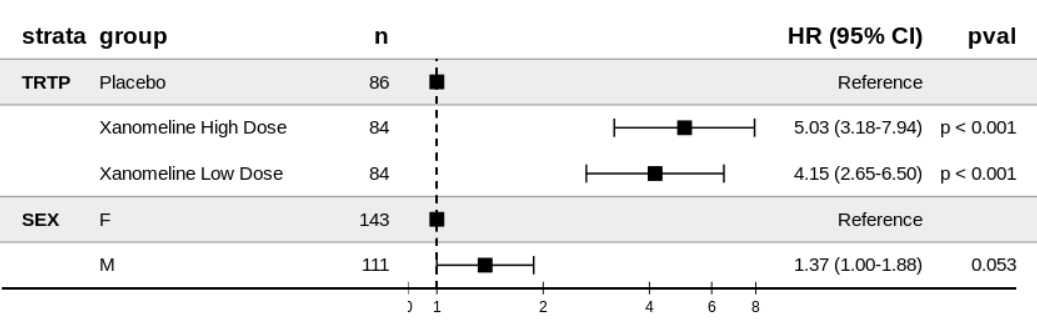 strata group n HR (95% CI) pval
TRTP Placebo 86 Reference
Xanomeline High Dose 84 5.03 (3.18-7.94) p < 0.001
Xanomeline Low Dose 84 4.15 (2.65-6.50) p < 0.001
SEX F 143 Reference
M 111 1.37 (1.00-1.88) 0.053
1 2 4 6 8